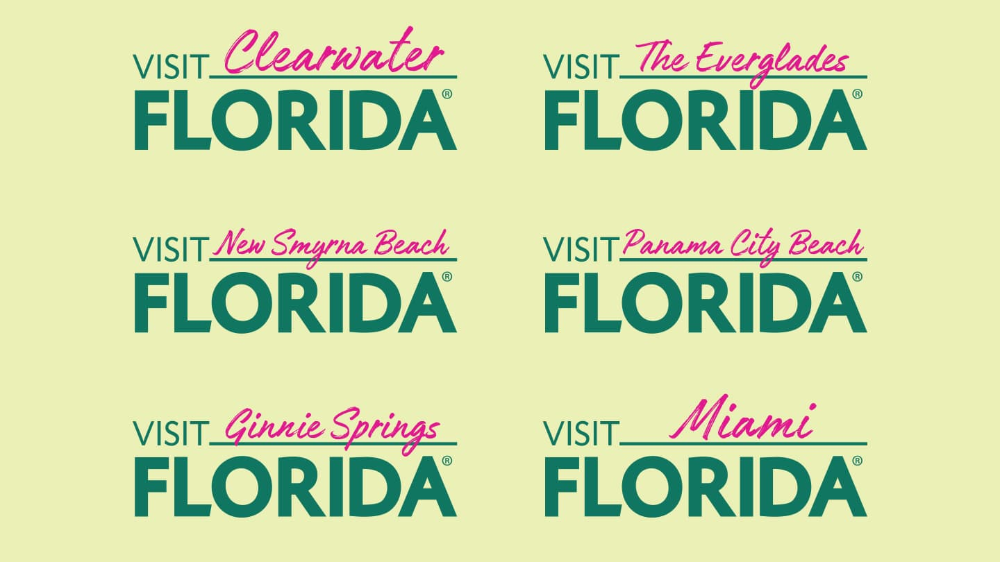 VISIT Clearwater
FLORIDA®
VISIT The Everglades
FLORIDA®
VISIT New Smyrna Beach
FLORIDA®
VISIT Panama City Beach
FLORIDA®
VISIT Ginnie Springs
FLORIDA®
VISIT Miami
FLORIDA®